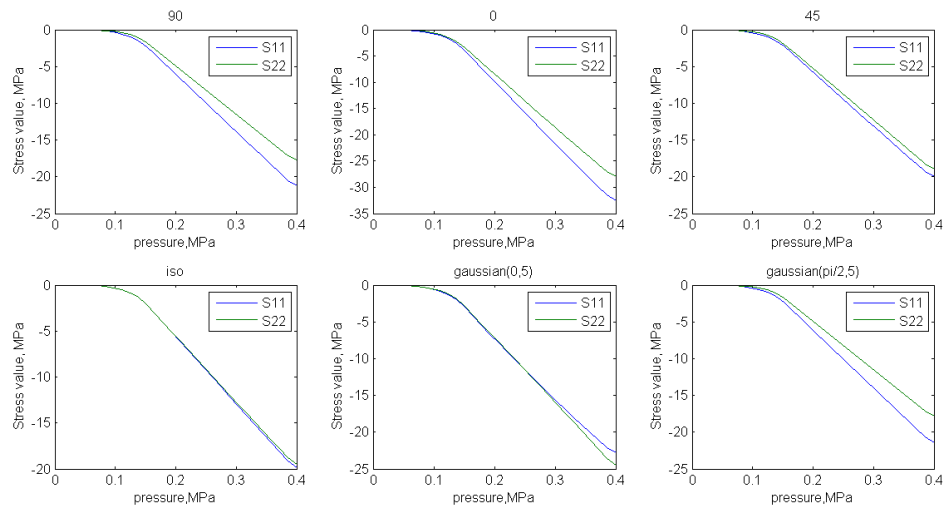 90
0
45
0
-5
-10
-15
-20
-25
Stress value, MPa
0
0.1
0.2
0.3
0.4
pressure,MPa
S11
S22
0
-5
-10
-15
-20
-25
-30
-35
Stress value, MPa
0
0.1
0.2
0.3
0.4
pressure,MPa
S11
S22
0
-5
-10
-15
-20
-25
Stress value, MPa
0
0.1
0.2
0.3
0.4
pressure,MPa
S11
S22
iso
gaussian(0,5)
gaussian(pi/2,5)
0
-5
-10
-15
-20
Stress value, MPa
0
0.1
0.2
0.3
0.4
pressure,MPa
S11
S22
0
-5
-10
-15
-20
-25
Stress value, MPa
0
0.1
0.2
0.3
0.4
pressure,MPa
S11
S22
0
-5
-10
-15
-20
-25
Stress value, MPa
0
0.1
0.2
0.3
0.4
pressure,MPa
S11
S22